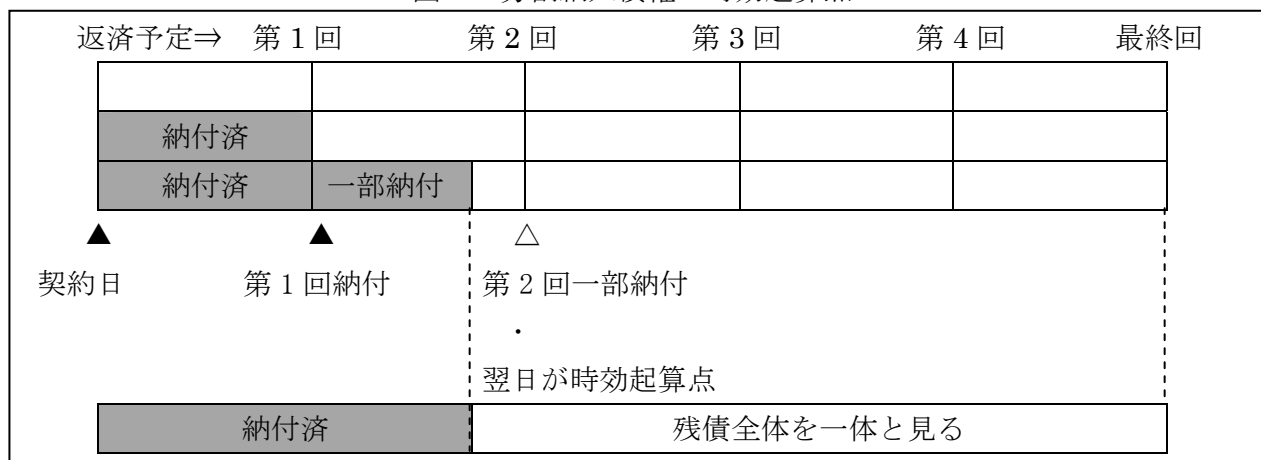 返済予定⇒ 第1回 第2回 第3回 第4回 最終回
納付済
納付済 一部納付
▲ ▲ △
契約日 第1回納付 第2回一部納付
・
翌日が時効起算点
納付済 残債全体を一体と見る